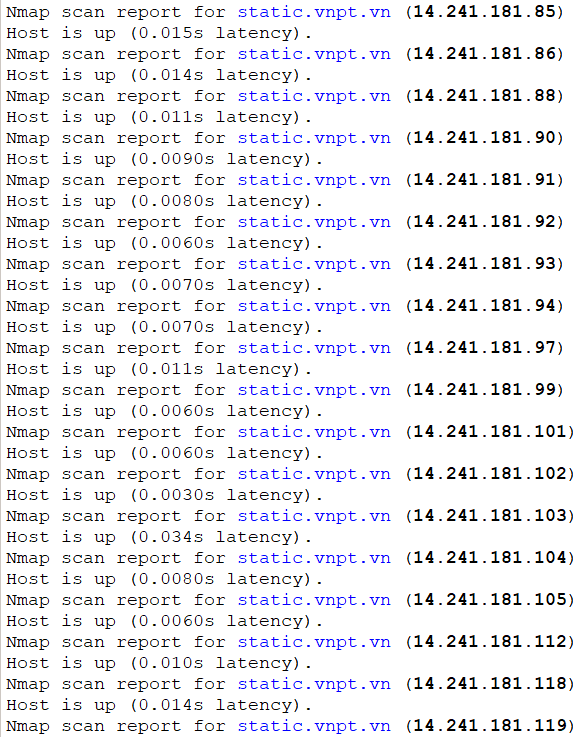 Nmap scan report for static.vnpt.vn (14.241.181.85)
Host is up (0.015s latency).
Nmap scan report for static.vnpt.vn (14.241.181.86)
Host is up (0.014s latency).
Nmap scan report for static.vnpt.vn (14.241.181.88)
Host is up (0.011s latency).
Nmap scan report for static.vnpt.vn (14.241.181.90)
Host is up (0.0090s latency).
Nmap scan report for static.vnpt.vn (14.241.181.91)
Host is up (0.0080s latency).
Nmap scan report for static.vnpt.vn (14.241.181.92)
Host is up (0.0060s latency).
Nmap scan report for static.vnpt.vn (14.241.181.93)
Host is up (0.0070s latency).
Nmap scan report for static.vnpt.vn (14.241.181.94)
Host is up (0.0070s latency).
Nmap scan report for static.vnpt.vn (14.241.181.97)
Host is up (0.011s latency).
Nmap scan report for static.vnpt.vn (14.241.181.99)
Host is up (0.0060s latency).
Nmap scan report for static.vnpt.vn (14.241.181.101)
Host is up (0.0060s latency).
Nmap scan report for static.vnpt.vn (14.241.181.102)
Host is up (0.0030s latency).
Nmap scan report for static.vnpt.vn (14.241.181.103)
Host is up (0.034s latency).
Nmap scan report for static.vnpt.vn (14.241.181.104)
Host is up (0.0080s latency).
Nmap scan report for static.vnpt.vn (14.241.181.105)
Host is up (0.0060s latency).
Nmap scan report for static.vnpt.vn (14.241.181.112)
Host is up (0.010s latency).
Nmap scan report for static.vnpt.vn (14.241.181.118)
Host is up (0.014s latency).
Nmap scan report for static.vnpt.vn (14.241.181.119)